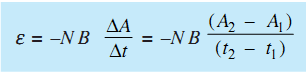 ε = –N B ΔA/Δt = –N B (A₂ – A₁)/(t₂ – t₁)